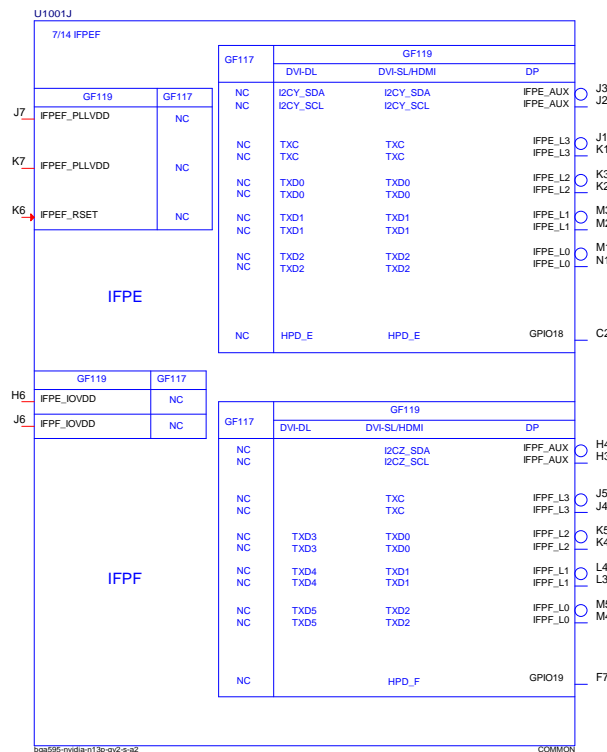 U1001J
7/14 IFPEF
GF119 GF117
J7 IFPEF_PLLVDD NC
K7 IFPEF_PLLVDD NC
K6 IFPEF_RSET NC
IFPE
GF117 GF119
DVI-DL DVI-SL/HDMI DP
NC I2CY_SDA I2CY_SDA IFPE_AUX J3
NC I2CY_SCL I2CY_SCL IFPE_AUX J2
NC TXC TXC IFPE_L3 J1
NC TXC TXC IFPE_L3 K1
NC TXD0 TXD0 IFPE_L2 K3
NC TXD0 TXD0 IFPE_L2 K2
NC TXD1 TXD1 IFPE_L1 M3
NC TXD1 TXD1 IFPE_L1 M2
NC TXD2 TXD2 IFPE_L0 M1
NC TXD2 TXD2 IFPE_L0 N1
NC HPD_E HPD_E GPIO18 C2
GF119 GF117
H6 IFPE_IOVDD NC
J6 IFPF_IOVDD NC
IFPF
GF117 GF119
DVI-DL DVI-SL/HDMI DP
NC I2CZ_SDA IFPF_AUX H4
NC I2CZ_SCL IFPF_AUX H3
NC TXC IFPF_L3 J5
NC TXC IFPF_L3 J4
NC TXD3 TXD0 IFPF_L2 K5
NC TXD3 TXD0 IFPF_L2 K4
NC TXD4 TXD1 IFPF_L1 L4
NC TXD4 TXD1 IFPF_L1 L3
NC TXD5 TXD2 IFPF_L0 M5
NC TXD5 TXD2 IFPF_L0 M4
NC HPD_F GPIO19 F7
bga595-nvidia-n13p-gv2-s-a2 COMMON